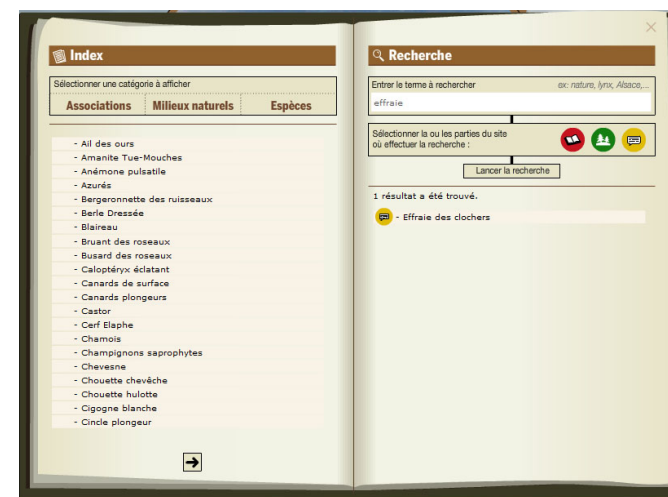 Index
Sélectionner une catégorie à afficher
Associations Milieux naturels Espèces
- Ail des ours
- Amanite Tue-Mouches
- Anémone pulsatile
- Azurés
- Bergeronnette des ruisseaux
- Berle Dressée
- Blaireau
- Bruant des roseaux
- Busard des roseaux
- Caloptéryx éclatant
- Canards de surface
- Canards plongeurs
- Castor
- Cerf Elaphe
- Chamois
- Champignons saprophytes
- Chevesne
- Chouette chevêche
- Chouette hulotte
- Cigogne blanche
- Cincle plongeur
Recherche
Entrer le terme à rechercher ex: nature, lynx, Alsace,...
effraie
Sélectionner la ou les parties du site
où effectuer la recherche :
Lancer la recherche
1 résultat a été trouvé.
- Effraie des clochers